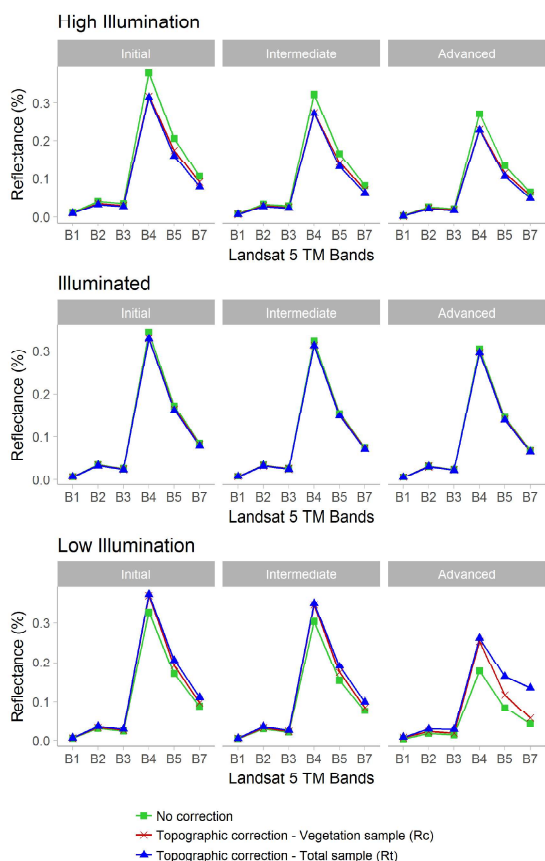 High Illumination
Initial Intermediate Advanced
Reflectance (%)
0.3
0.2
0.1
0.0
B1 B2 B3 B4 B5 B7 B1 B2 B3 B4 B5 B7 B1 B2 B3 B4 B5 B7
Landsat 5 TM Bands
Illuminated
Initial Intermediate Advanced
Reflectance (%)
0.3
0.2
0.1
0.0
B1 B2 B3 B4 B5 B7 B1 B2 B3 B4 B5 B7 B1 B2 B3 B4 B5 B7
Landsat 5 TM Bands
Low Illumination
Initial Intermediate Advanced
Reflectance (%)
0.3
0.2
0.1
0.0
B1 B2 B3 B4 B5 B7 B1 B2 B3 B4 B5 B7 B1 B2 B3 B4 B5 B7
Landsat 5 TM Bands
No correction
Topographic correction - Vegetation sample (Rc)
Topographic correction - Total sample (Rt)